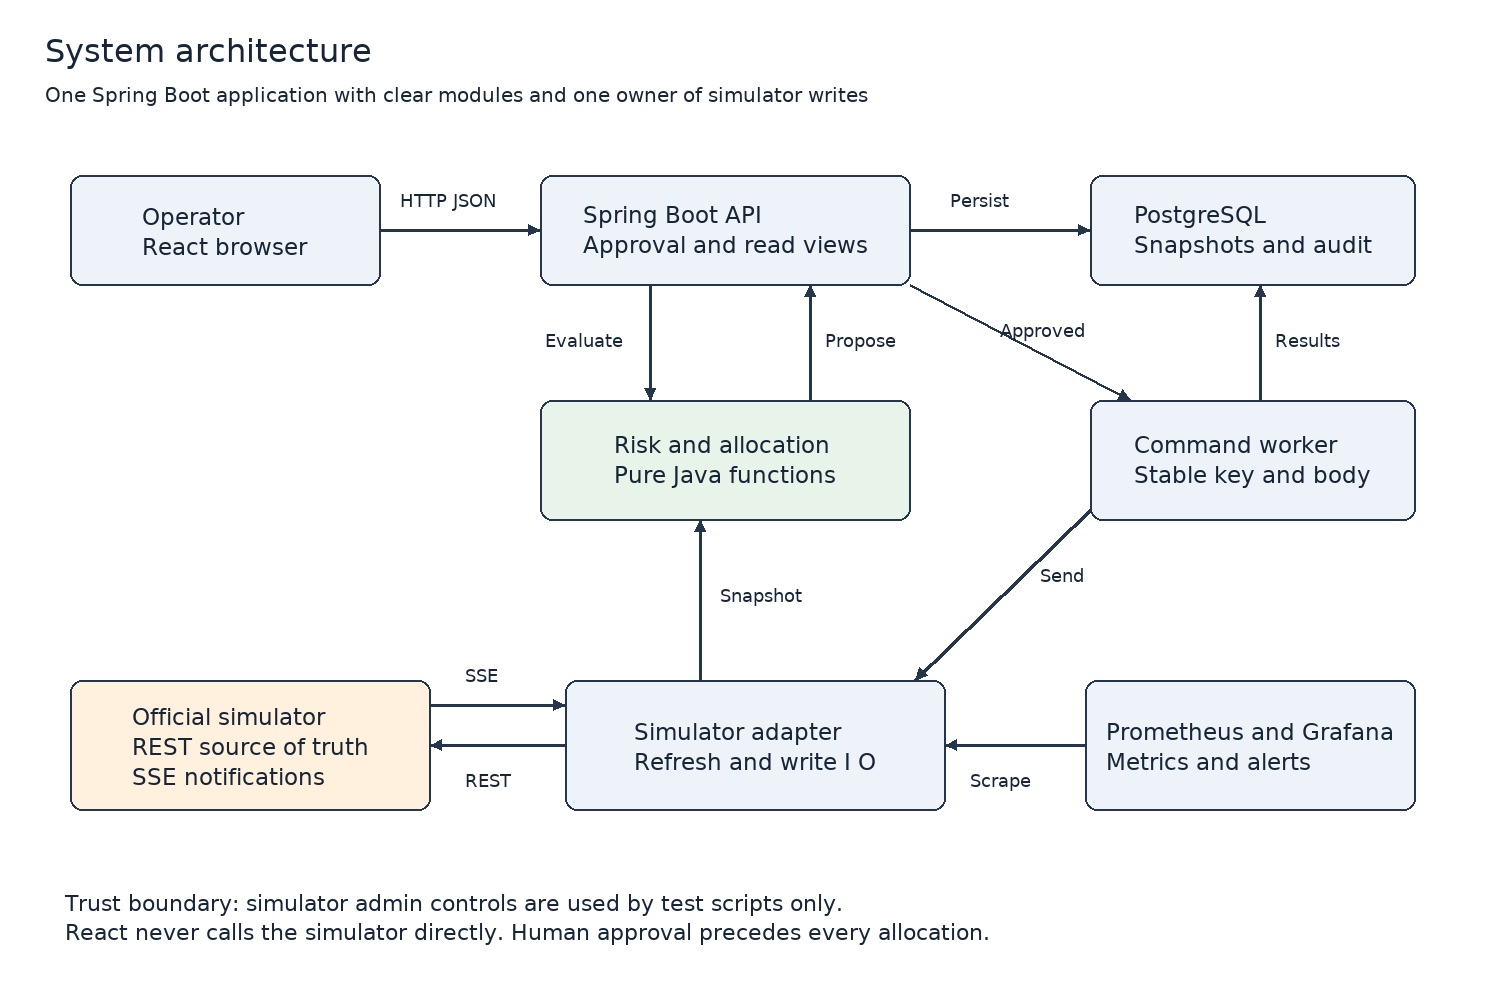 System architecture
One Spring Boot application with clear modules and one owner of simulator writes
Operator
React browser
HTTP JSON
Spring Boot API
Approval and read views
Persist
PostgreSQL
Snapshots and audit
Evaluate
Propose
Approved
Results
Risk and allocation
Pure Java functions
Command worker
Stable key and body
Snapshot
Send
Official simulator
REST source of truth
SSE notifications
SSE
REST
Simulator adapter
Refresh and write I O
Scrape
Prometheus and Grafana
Metrics and alerts
Trust boundary: simulator admin controls are used by test scripts only.
React never calls the simulator directly. Human approval precedes every allocation.